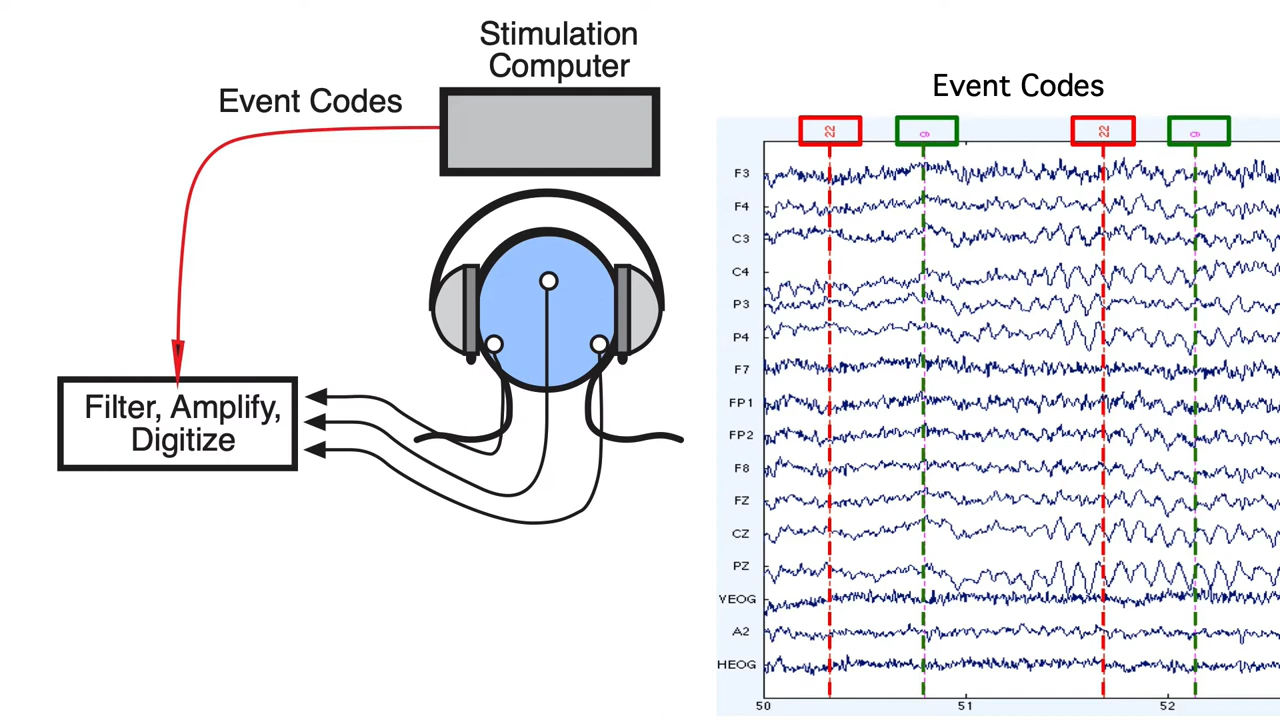 Stimulation
Computer
Event Codes
Filter, Amplify,
Digitize
Event Codes
22 9 22 9
F3
F4
C3
C4
P3
P4
F7
FP1
FP2
F8
FZ
CZ
PZ
VEOG
A2
HEOG
50 51 52